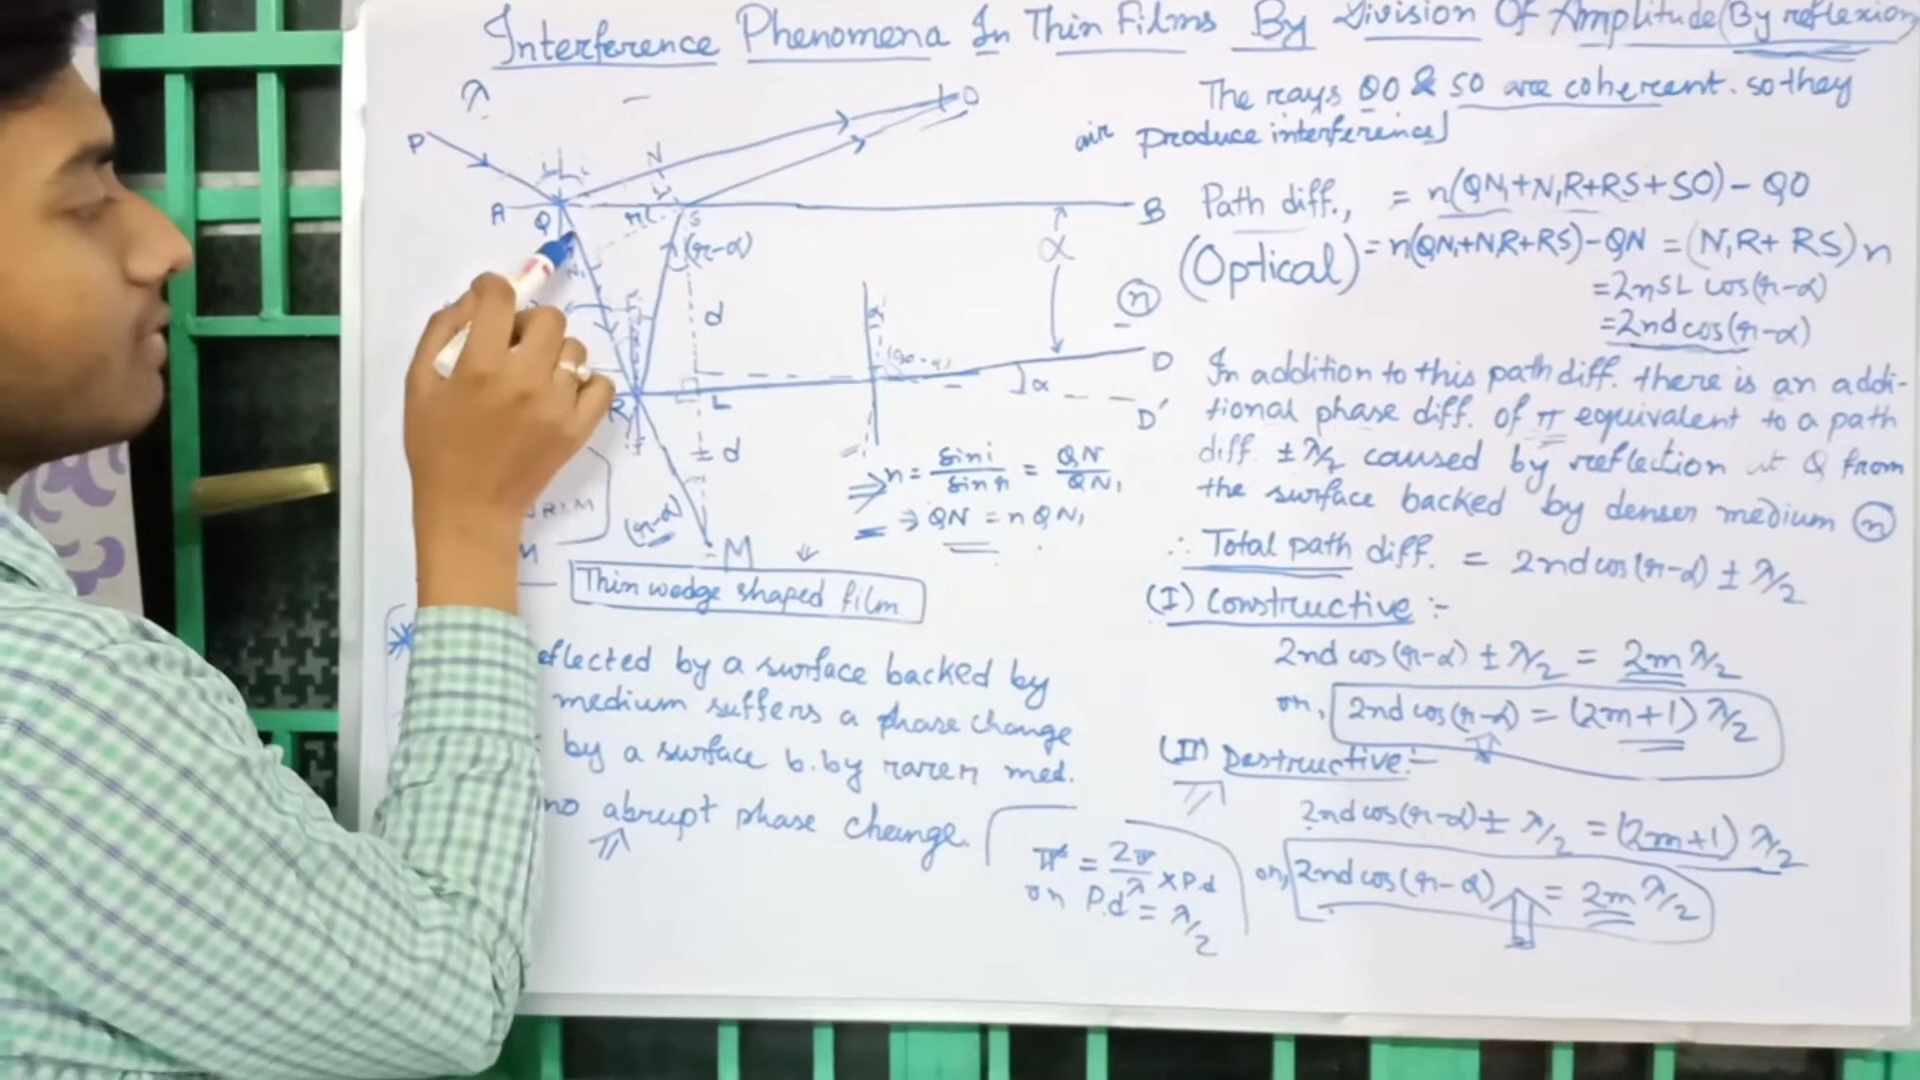 Interference Phenomena In Thin Films By Division Of Amplitude (By reflexion)
λ
P
N
O
A
Q
S
B
N₁
(r-α)
α
n
d
(90-α)
α
D
D'
R
L
d
(r-α)
M
M
n = sin i / sin r = QN / QN₁
⇒ QN = n QN₁
Thin wedge shaped film
eflected by a surface backed by
medium suffers a phase change
by a surface b. by rarer med.
no abrupt phase change.
π = 2π/λ × P.d
or P.d = λ/2
The rays QO & SO are coherent. so they
air produce interference
Path diff., = n(QN₁+N₁R+RS+SO) - QO
(Optical) = n(QN₁+N₁R+RS) - QN = (N₁R + RS) n
= 2nSL cos(r-α)
= 2nd cos(r-α)
In addition to this path diff. there is an addi-
tional phase diff. of π equivalent to a path
diff. ± λ/2 caused by reflection at Q from
the surface backed by denser medium n
∴ Total path diff. = 2nd cos(r-α) ± λ/2
(I) Constructive :-
2nd cos(r-α) ± λ/2 = 2m λ/2
or, 2nd cos(r-α) = (2m+1) λ/2
(II) Destructive :-
2nd cos(r-α) ± λ/2 = (2m+1) λ/2
or, 2nd cos(r-α) = 2m λ/2